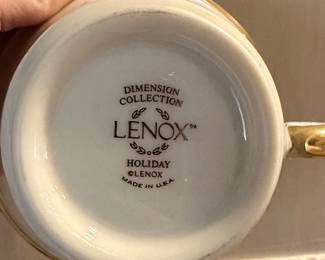 DIMENSION
COLLECTION
LENOX™
HOLIDAY
©LENOX
MADE IN U.S.A.